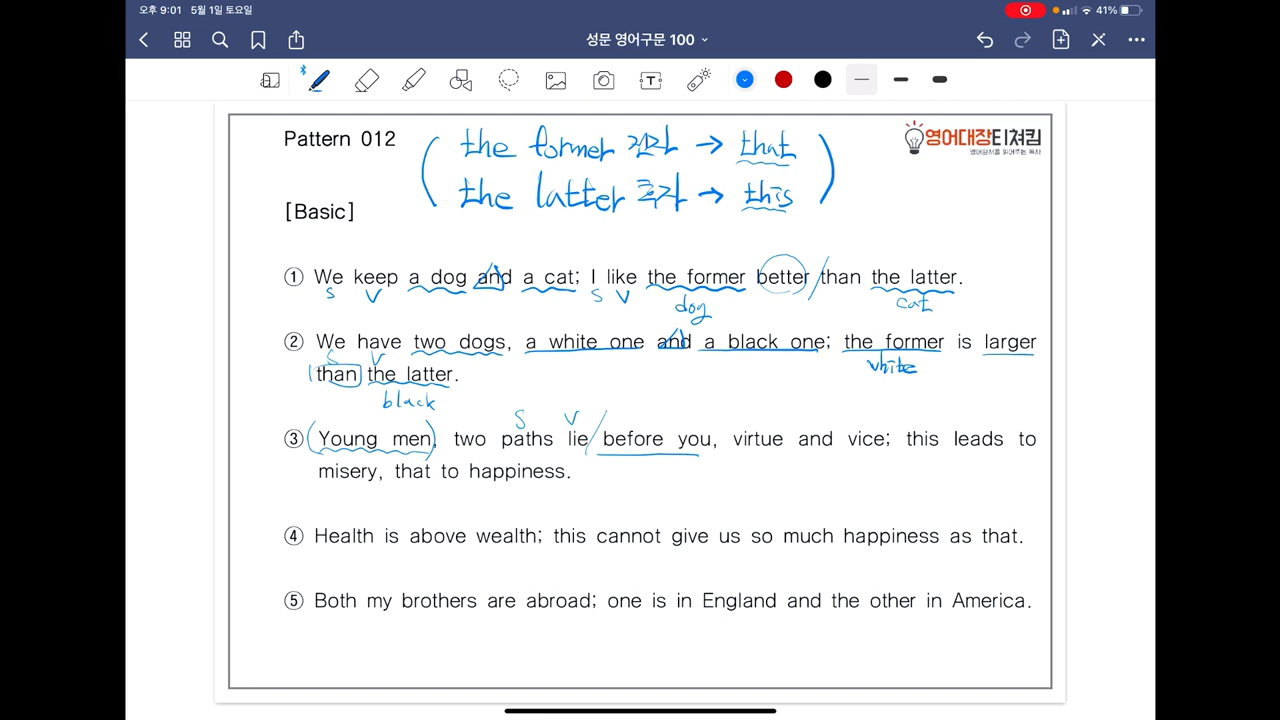 오후 9:01 5월 1일 토요일
41%
성문 영어구문 100
Pattern 012
the former 전자 → that
영어대장티쳐킴
the latter 후자 → this
[Basic]
① We keep a dog and a cat; I like the former better than the latter.
S V S V dog cat
② We have two dogs, a white one and a black one; the former is larger
S V white
than the latter.
black
S V
③ Young men, two paths lie before you, virtue and vice; this leads to
misery, that to happiness.
④ Health is above wealth; this cannot give us so much happiness as that.
⑤ Both my brothers are abroad; one is in England and the other in America.